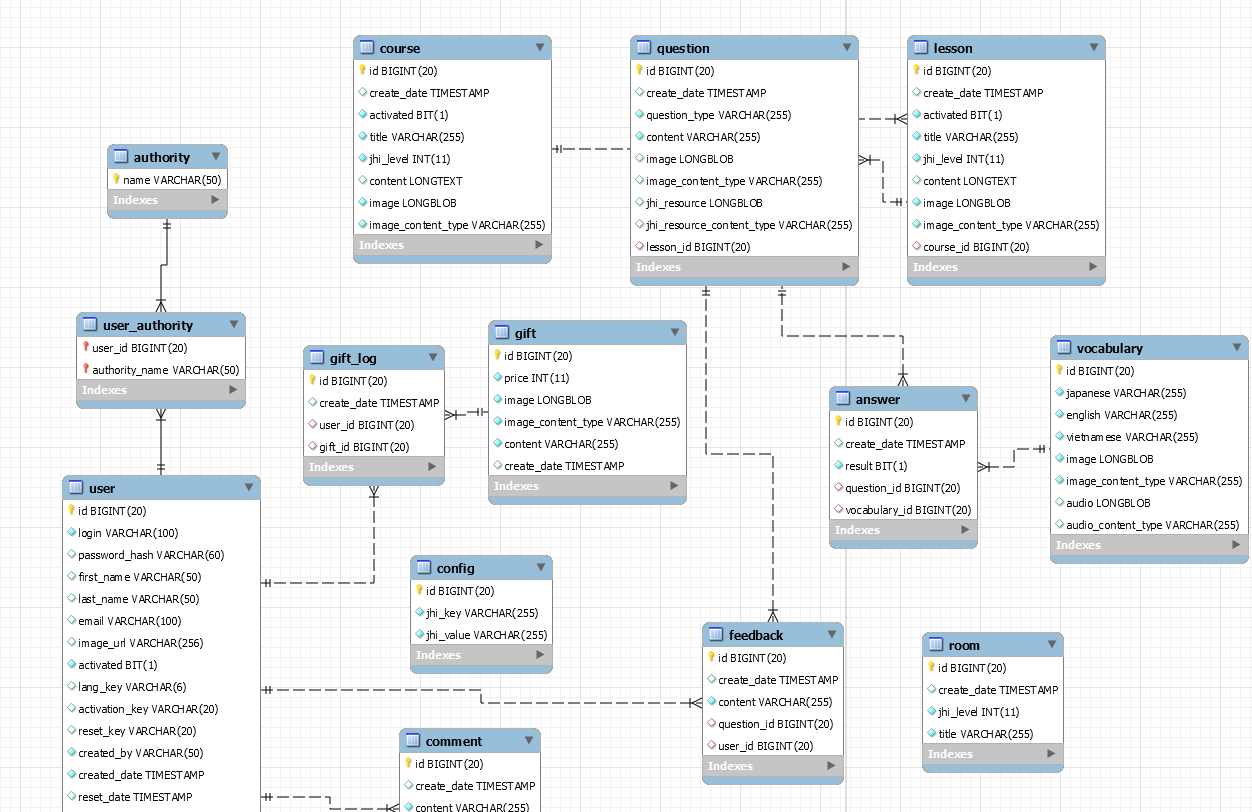 course
id BIGINT(20)
create_date TIMESTAMP
activated BIT(1)
title VARCHAR(255)
jhi_level INT(11)
content LONGTEXT
image LONGBLOB
image_content_type VARCHAR(255)
Indexes
question
id BIGINT(20)
create_date TIMESTAMP
question_type VARCHAR(255)
content VARCHAR(255)
image LONGBLOB
image_content_type VARCHAR(255)
jhi_resource LONGBLOB
jhi_resource_content_type VARCHAR(255)
lesson_id BIGINT(20)
Indexes
lesson
id BIGINT(20)
create_date TIMESTAMP
activated BIT(1)
title VARCHAR(255)
jhi_level INT(11)
content LONGTEXT
image LONGBLOB
image_content_type VARCHAR(255)
course_id BIGINT(20)
Indexes
authority
name VARCHAR(50)
Indexes
user_authority
user_id BIGINT(20)
authority_name VARCHAR(50)
Indexes
gift_log
id BIGINT(20)
create_date TIMESTAMP
user_id BIGINT(20)
gift_id BIGINT(20)
Indexes
gift
id BIGINT(20)
price INT(11)
image LONGBLOB
image_content_type VARCHAR(255)
content VARCHAR(255)
create_date TIMESTAMP
Indexes
answer
id BIGINT(20)
create_date TIMESTAMP
result BIT(1)
question_id BIGINT(20)
vocabulary_id BIGINT(20)
Indexes
vocabulary
id BIGINT(20)
japanese VARCHAR(255)
english VARCHAR(255)
vietnamese VARCHAR(255)
image LONGBLOB
image_content_type VARCHAR(255)
audio LONGBLOB
audio_content_type VARCHAR(255)
Indexes
user
id BIGINT(20)
login VARCHAR(100)
password_hash VARCHAR(60)
first_name VARCHAR(50)
last_name VARCHAR(50)
email VARCHAR(100)
image_url VARCHAR(256)
activated BIT(1)
lang_key VARCHAR(6)
activation_key VARCHAR(20)
reset_key VARCHAR(20)
created_by VARCHAR(50)
created_date TIMESTAMP
reset_date TIMESTAMP
config
id BIGINT(20)
jhi_key VARCHAR(255)
jhi_value VARCHAR(255)
Indexes
feedback
id BIGINT(20)
create_date TIMESTAMP
content VARCHAR(255)
question_id BIGINT(20)
user_id BIGINT(20)
Indexes
room
id BIGINT(20)
create_date TIMESTAMP
jhi_level INT(11)
title VARCHAR(255)
Indexes
comment
id BIGINT(20)
create_date TIMESTAMP
content VARCHAR(255)